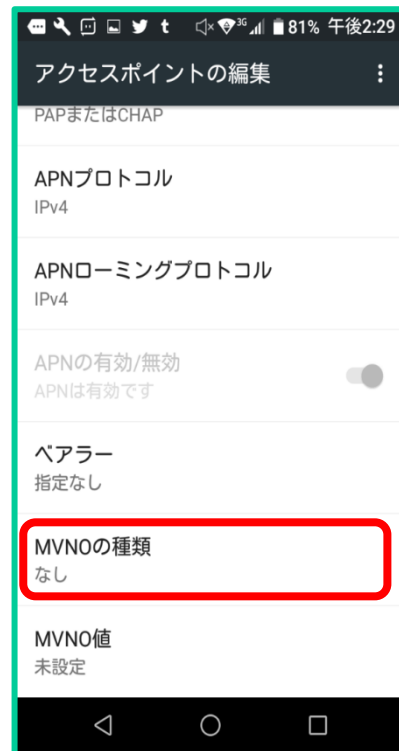 3G 81% 午後2:29
アクセスポイントの編集
PAPまたはCHAP
APNプロトコル
IPv4
APNローミングプロトコル
IPv4
APNの有効/無効
APNは有効です
ベアラー
指定なし
MVNOの種類
なし
MVNO値
未設定